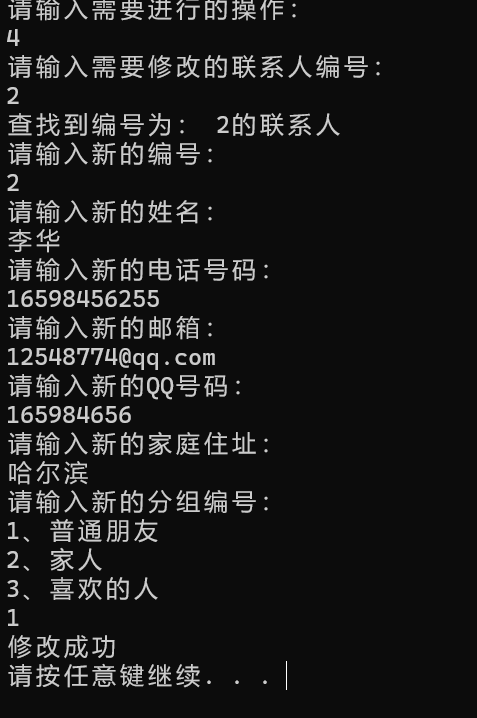 请输入需要进行的操作：
4
请输入需要修改的联系人编号：
2
查找到编号为： 2的联系人
请输入新的编号：
2
请输入新的姓名：
李华
请输入新的电话号码：
16598456255
请输入新的邮箱：
12548774@qq.com
请输入新的QQ号码：
165984656
请输入新的家庭住址：
哈尔滨
请输入新的分组编号：
1、普通朋友
2、家人
3、喜欢的人
1
修改成功
请按任意键继续. . .